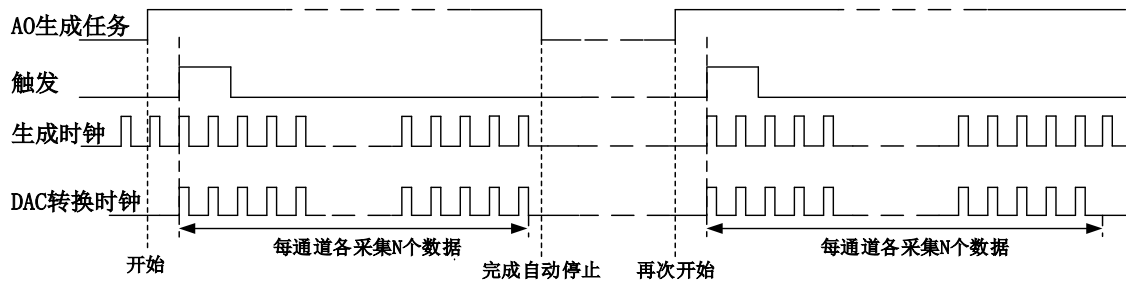 AO生成任务
触发
生成时钟
DAC转换时钟
每通道各采集N个数据
每通道各采集N个数据
开始
完成自动停止
再次开始